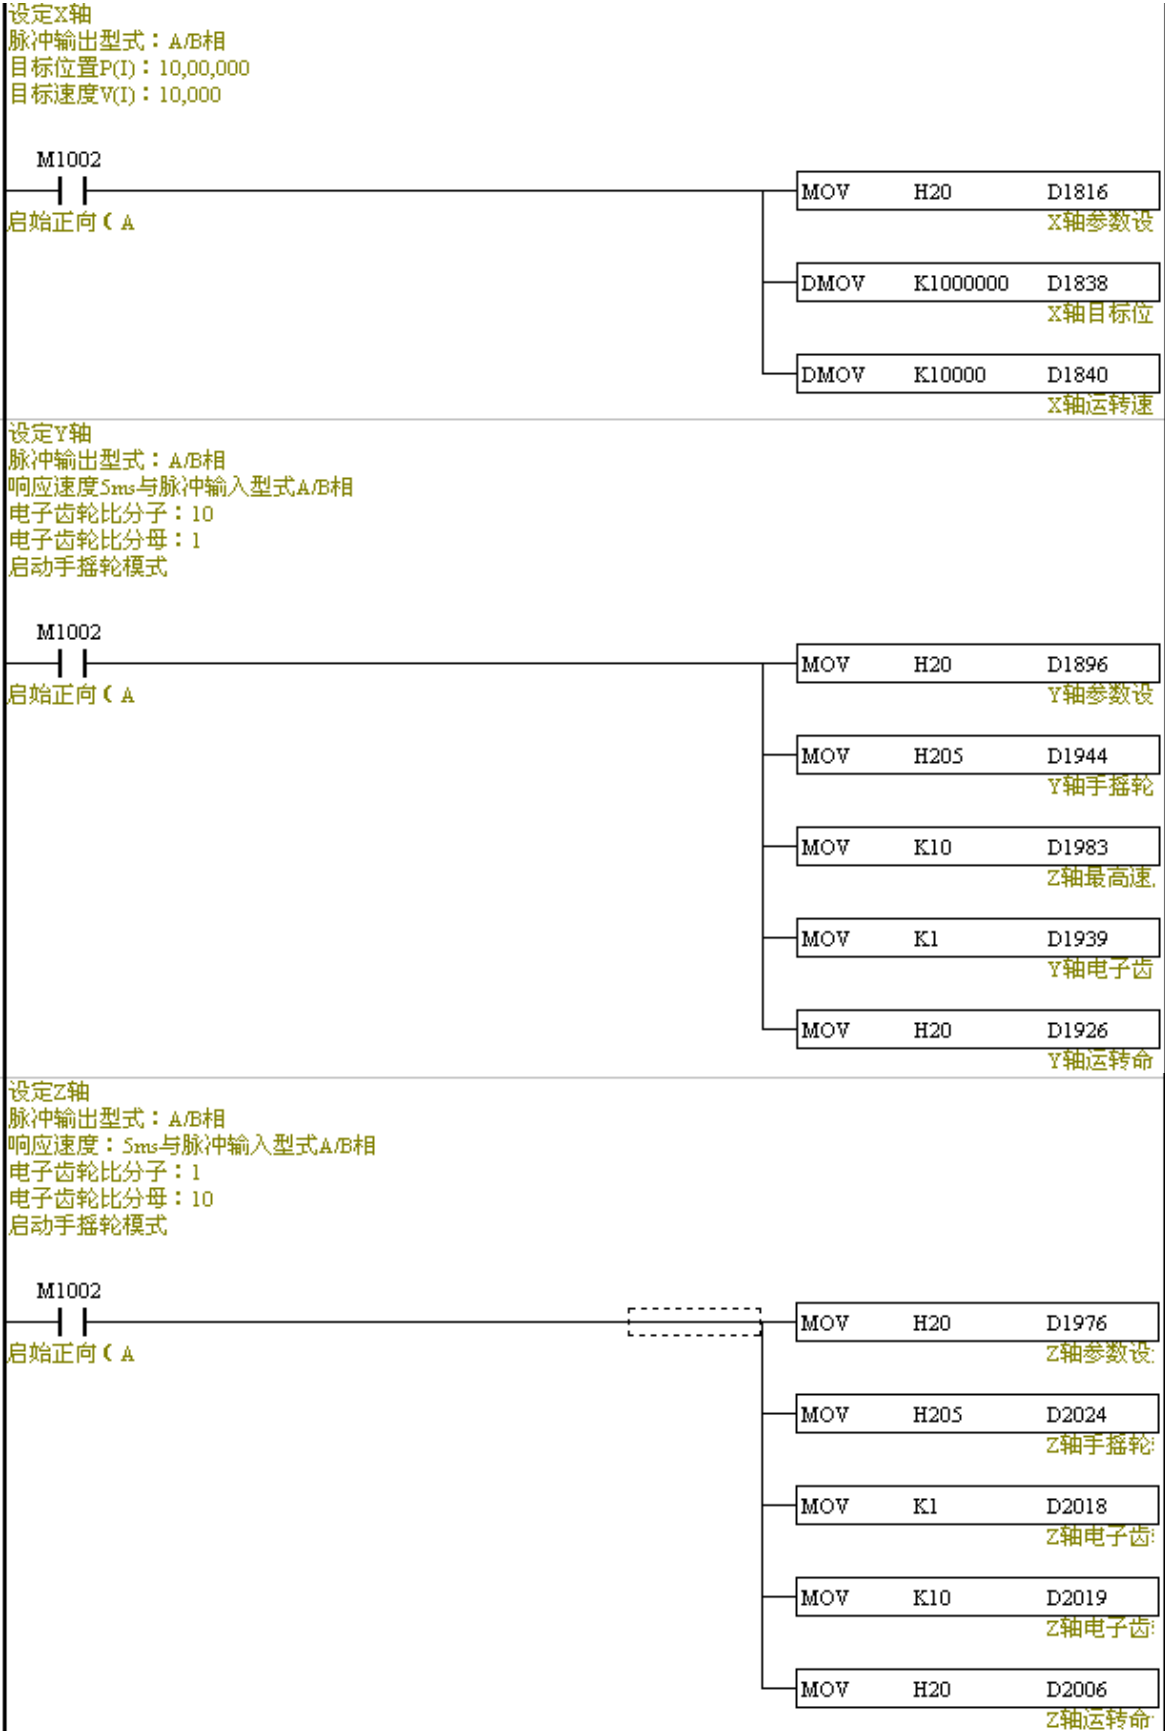 设定X轴
脉冲输出型式：A/B相
目标位置P(I)：10,00,000
目标速度V(I)：10,000
M1002
启始正向（A
MOV H20 D1816
X轴参数设
DMOV K1000000 D1838
X轴目标位
DMOV K10000 D1840
X轴运转速
设定Y轴
脉冲输出型式：A/B相
响应速度5ms与脉冲输入型式A/B相
电子齿轮比分子：10
电子齿轮比分母：1
启动手摇轮模式
M1002
启始正向（A
MOV H20 D1896
Y轴参数设
MOV H205 D1944
Y轴手摇轮
MOV K10 D1983
Z轴最高速
MOV K1 D1939
Y轴电子齿
MOV H20 D1926
Y轴运转命
设定Z轴
脉冲输出型式：A/B相
响应速度：5ms与脉冲输入型式A/B相
电子齿轮比分子：1
电子齿轮比分母：10
启动手摇轮模式
M1002
启始正向（A
MOV H20 D1976
Z轴参数设
MOV H205 D2024
Z轴手摇轮
MOV K1 D2018
Z轴电子齿
MOV K10 D2019
Z轴电子齿
MOV H20 D2006
Z轴运转命